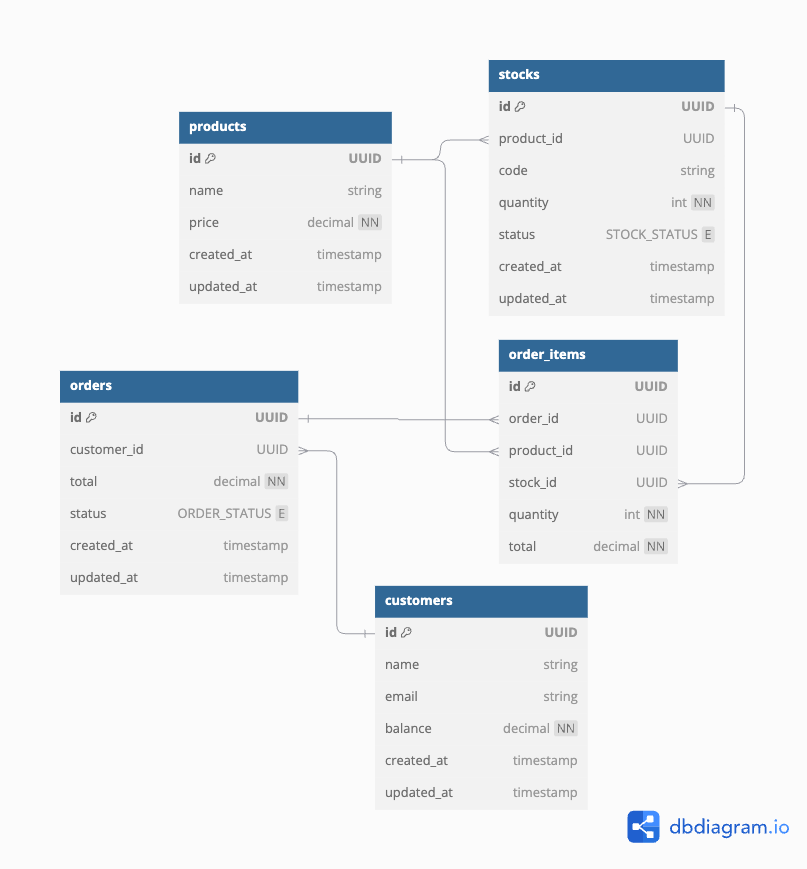 stocks
id UUID
product_id UUID
code string
quantity int NN
status STOCK_STATUS E
created_at timestamp
updated_at timestamp
products
id UUID
name string
price decimal NN
created_at timestamp
updated_at timestamp
order_items
id UUID
order_id UUID
product_id UUID
stock_id UUID
quantity int NN
total decimal NN
orders
id UUID
customer_id UUID
total decimal NN
status ORDER_STATUS E
created_at timestamp
updated_at timestamp
customers
id UUID
name string
email string
balance decimal NN
created_at timestamp
updated_at timestamp
dbdiagram.io